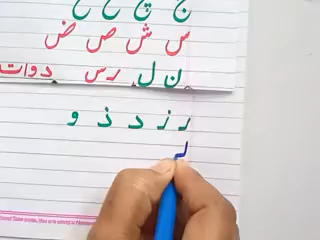 ج چ
س ش ص ض
ن ل رس دوات
ر ز د ذ و